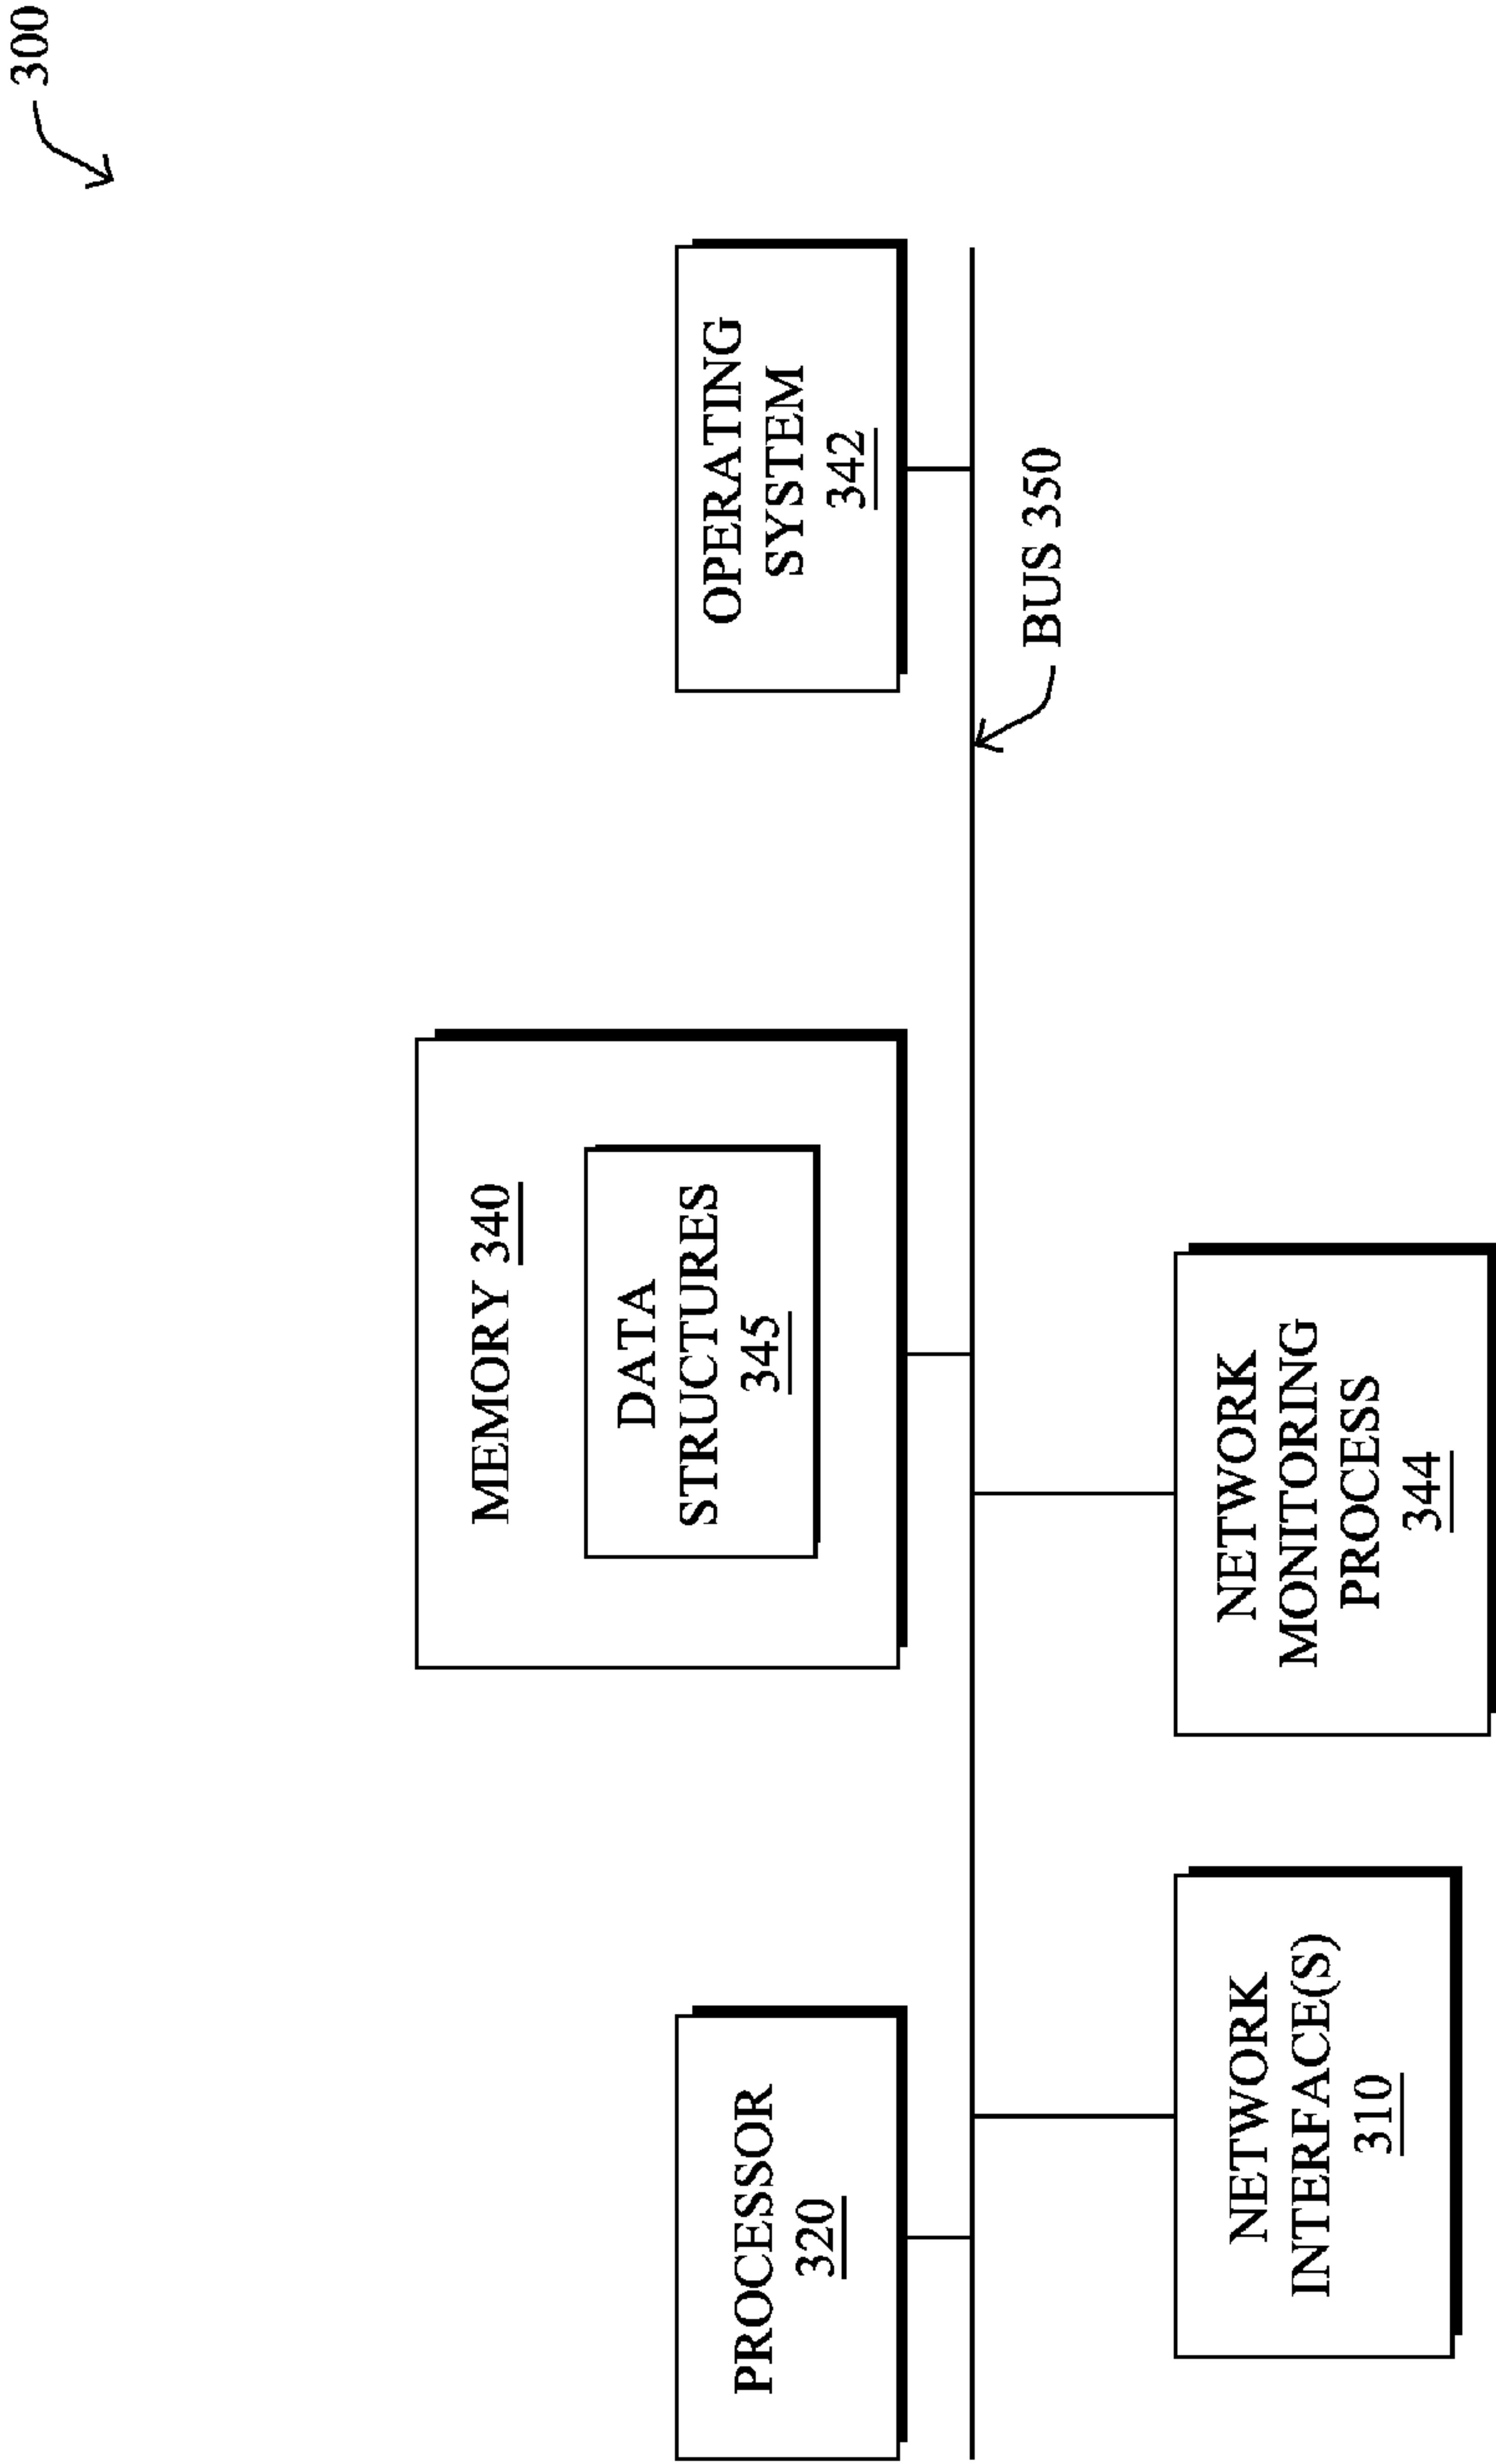 300
PROCESSOR
320
MEMORY 340
DATA
STRUCTURES
345
OPERATING
SYSTEM
342
BUS 350
NETWORK
INTERFACE(S)
310
NETWORK
MONITORING
PROCESS
344